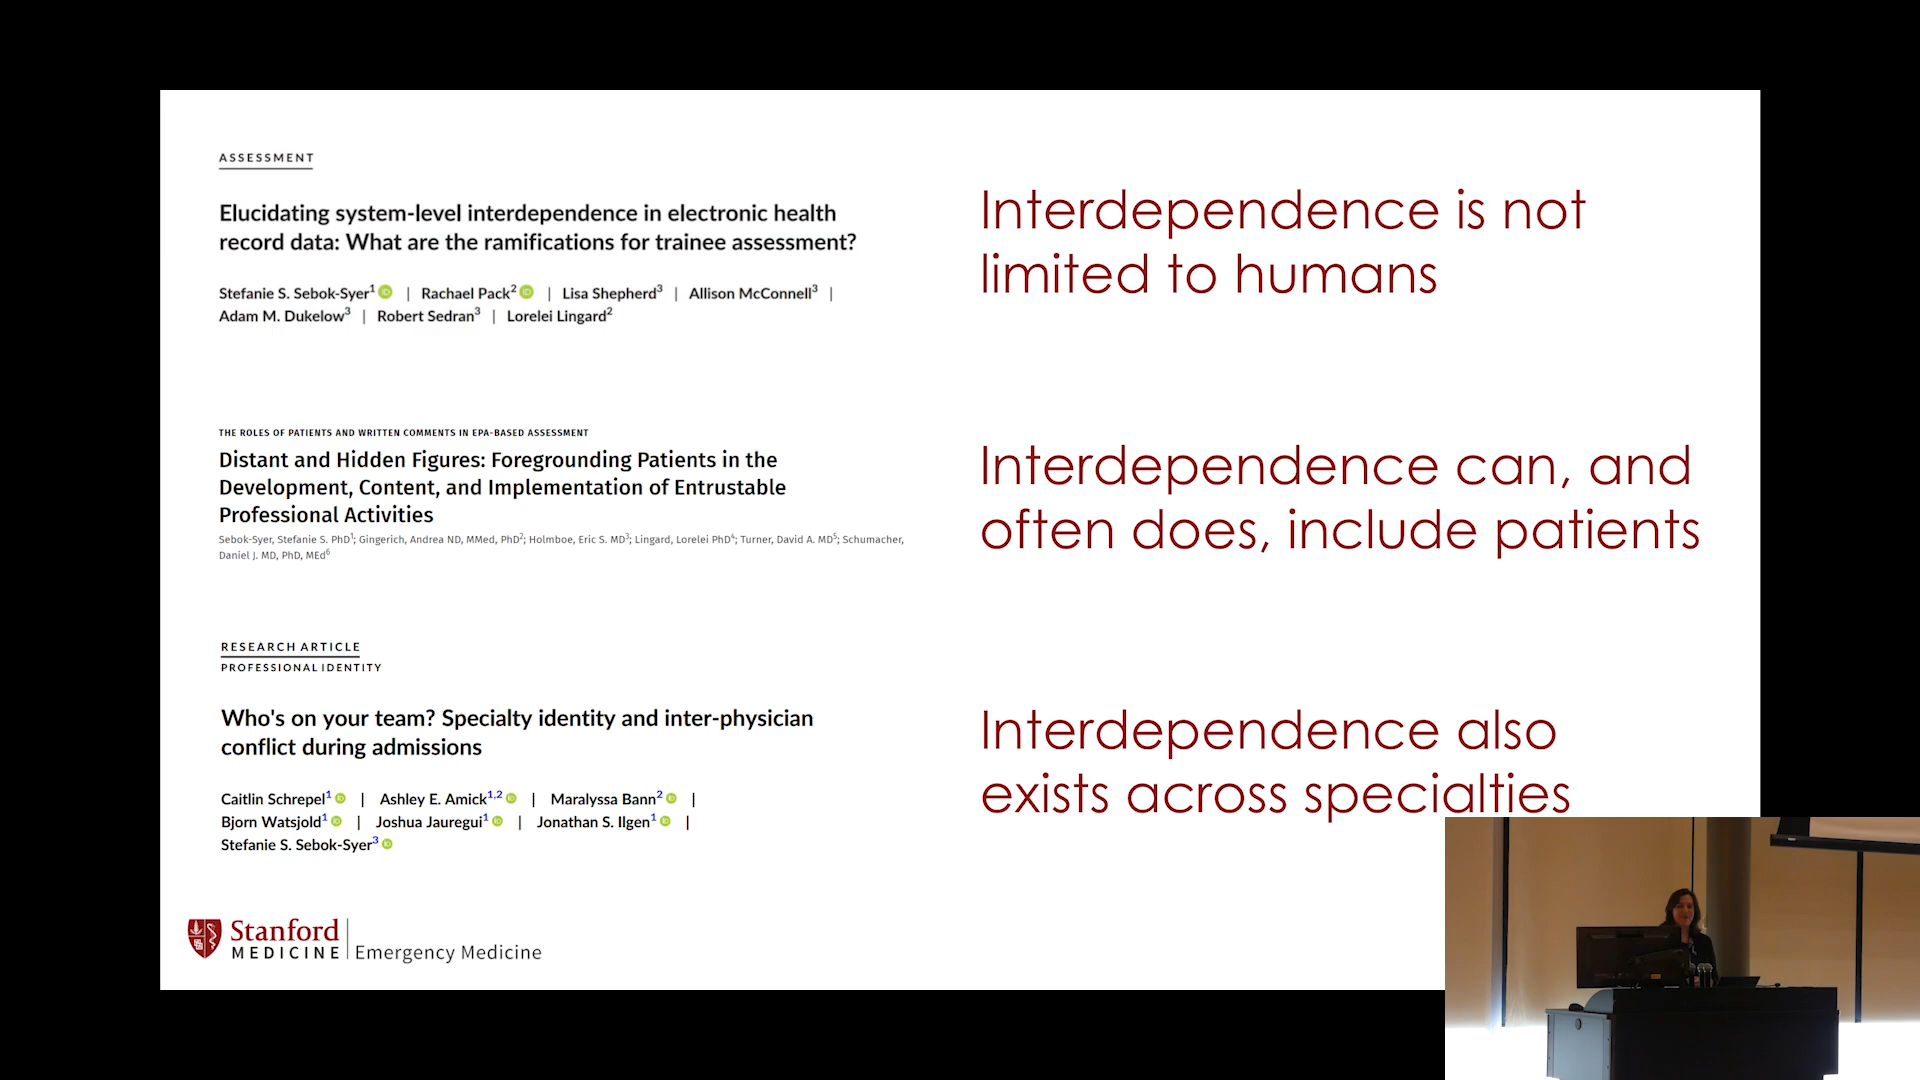 ASSESSMENT
Elucidating system-level interdependence in electronic health
record data: What are the ramifications for trainee assessment?
Stefanie S. Sebok-Syer1 | Rachael Pack2 | Lisa Shepherd3 | Allison McConnell3 |
Adam M. Dukelow3 | Robert Sedran3 | Lorelei Lingard2
Interdependence is not
limited to humans
THE ROLES OF PATIENTS AND WRITTEN COMMENTS IN EPA-BASED ASSESSMENT
Distant and Hidden Figures: Foregrounding Patients in the
Development, Content, and Implementation of Entrustable
Professional Activities
Sebok-Syer, Stefanie S. PhD1; Gingerich, Andrea ND, MMed, PhD2; Holmboe, Eric S. MD3; Lingard, Lorelei PhD4; Turner, David A. MD5; Schumacher,
Daniel J. MD, PhD, MEd6
Interdependence can, and
often does, include patients
RESEARCH ARTICLE
PROFESSIONAL IDENTITY
Who's on your team? Specialty identity and inter-physician
conflict during admissions
Caitlin Schrepel1 | Ashley E. Amick1,2 | Maralyssa Bann2 |
Bjorn Watsjold1 | Joshua Jauregui1 | Jonathan S. Ilgen1 |
Stefanie S. Sebok-Syer3
Interdependence also
exists across specialties
Stanford
MEDICINE | Emergency Medicine